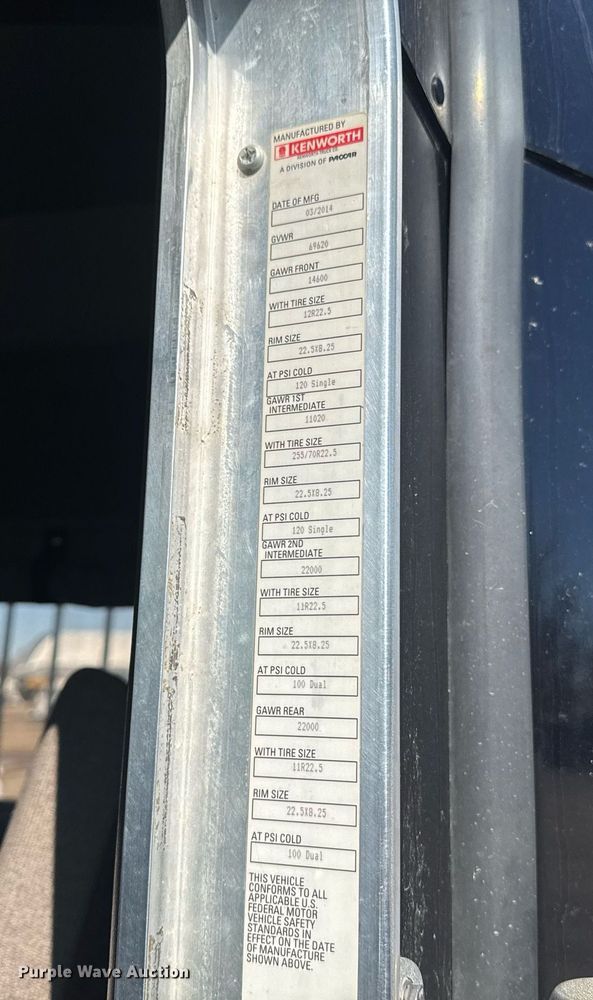 MANUFACTURED BY
KENWORTH
KENWORTH TRUCK CO.
A DIVISION OF PACCAR
DATE OF MFG
03/2014
GVWR
69620
GAWR FRONT
14600
WITH TIRE SIZE
12R22.5
RIM SIZE
22.5X8.25
AT PSI COLD
120 Single
GAWR 1ST
INTERMEDIATE
11020
WITH TIRE SIZE
255/70R22.5
RIM SIZE
22.5X8.25
AT PSI COLD
120 Single
GAWR 2ND
INTERMEDIATE
22000
WITH TIRE SIZE
11R22.5
RIM SIZE
22.5X8.25
AT PSI COLD
100 Dual
GAWR REAR
22000
WITH TIRE SIZE
11R22.5
RIM SIZE
22.5X8.25
AT PSI COLD
100 Dual
THIS VEHICLE
CONFORMS TO ALL
APPLICABLE U.S.
FEDERAL MOTOR
VEHICLE SAFETY
STANDARDS IN
EFFECT ON THE DATE
OF MANUFACTURE
SHOWN ABOVE.
Purple Wave Auction